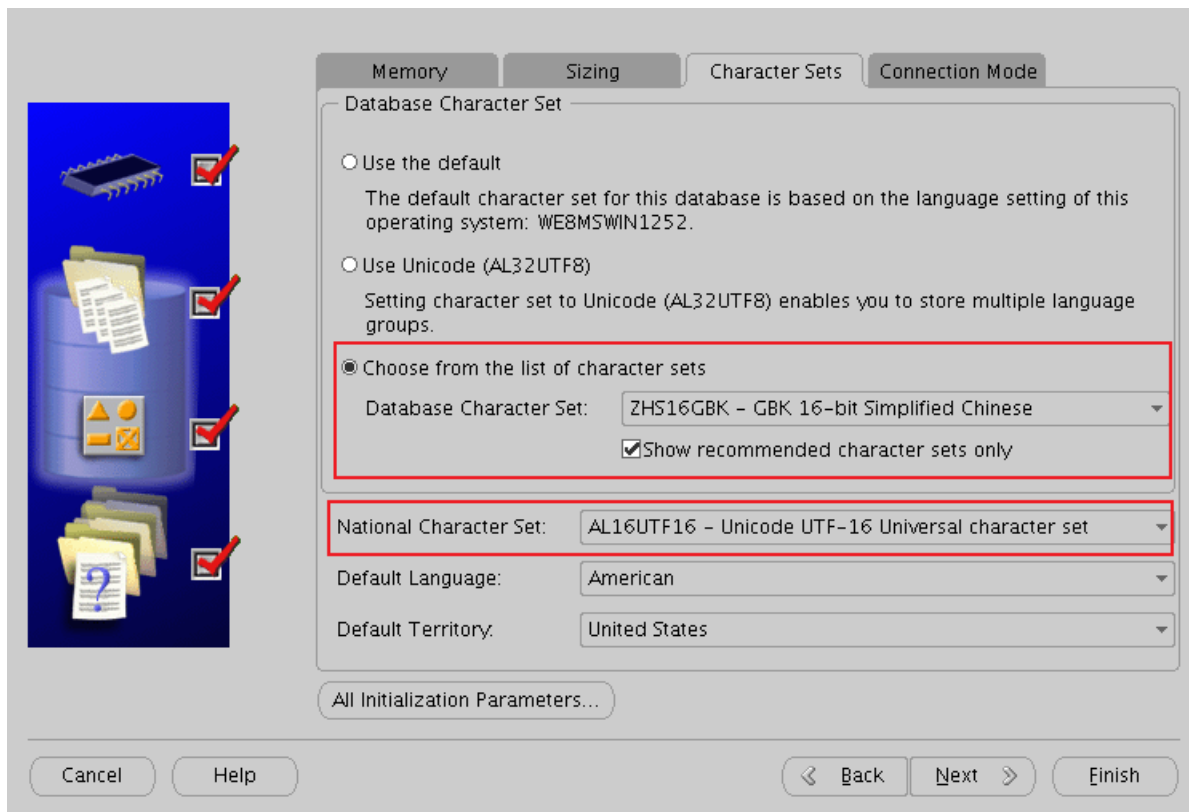 Memory
Sizing
Character Sets
Connection Mode
Database Character Set
Use the default
The default character set for this database is based on the language setting of this
operating system: WE8MSWIN1252.
Use Unicode (AL32UTF8)
Setting character set to Unicode (AL32UTF8) enables you to store multiple language
groups.
Choose from the list of character sets
Database Character Set: ZHS16GBK - GBK 16-bit Simplified Chinese
Show recommended character sets only
National Character Set: AL16UTF16 - Unicode UTF-16 Universal character set
Default Language: American
Default Territory: United States
All Initialization Parameters...
Cancel
Help
Back
Next
Finish